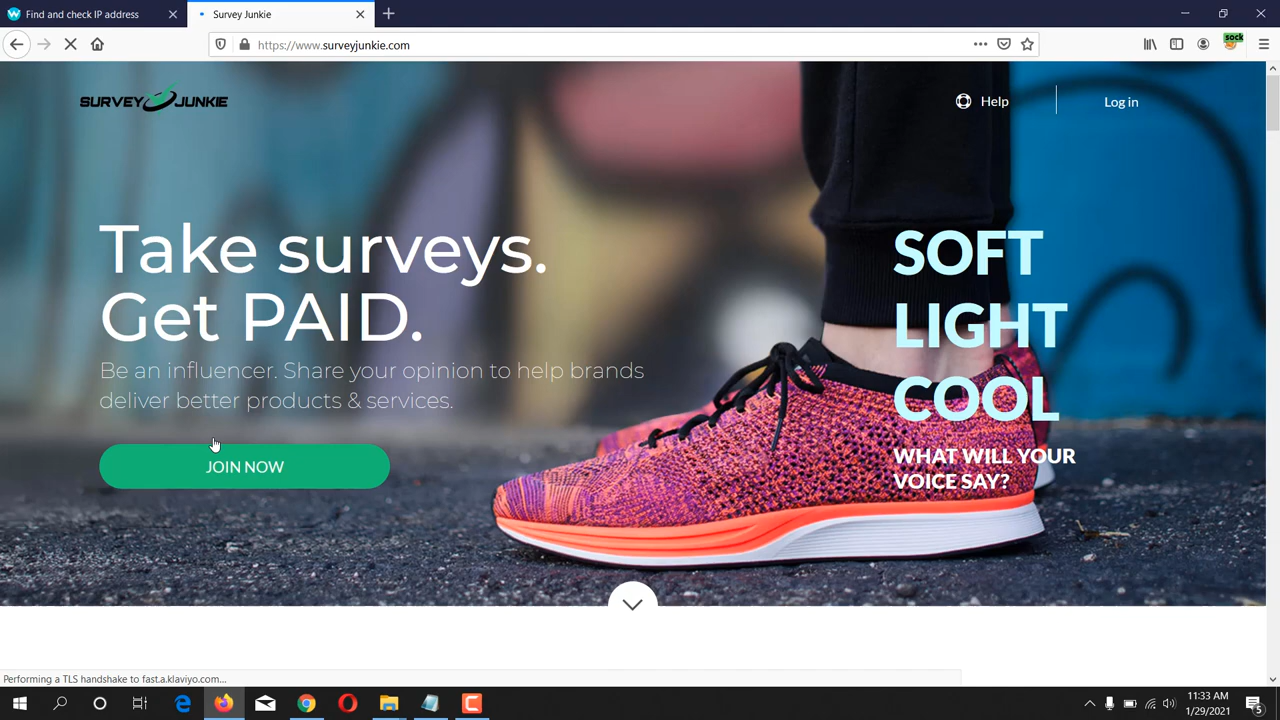 Find and check IP address
Survey Junkie
https://www.surveyjunkie.com
sock
SURVEY JUNKIE
Help
Log in
Take surveys.
Get PAID.
Be an influencer. Share your opinion to help brands
deliver better products & services.
JOIN NOW
SOFT
LIGHT
COOL
WHAT WILL YOUR
VOICE SAY?
Performing a TLS handshake to fast.a.klaviyo.com...
11:33 AM
1/29/2021
5